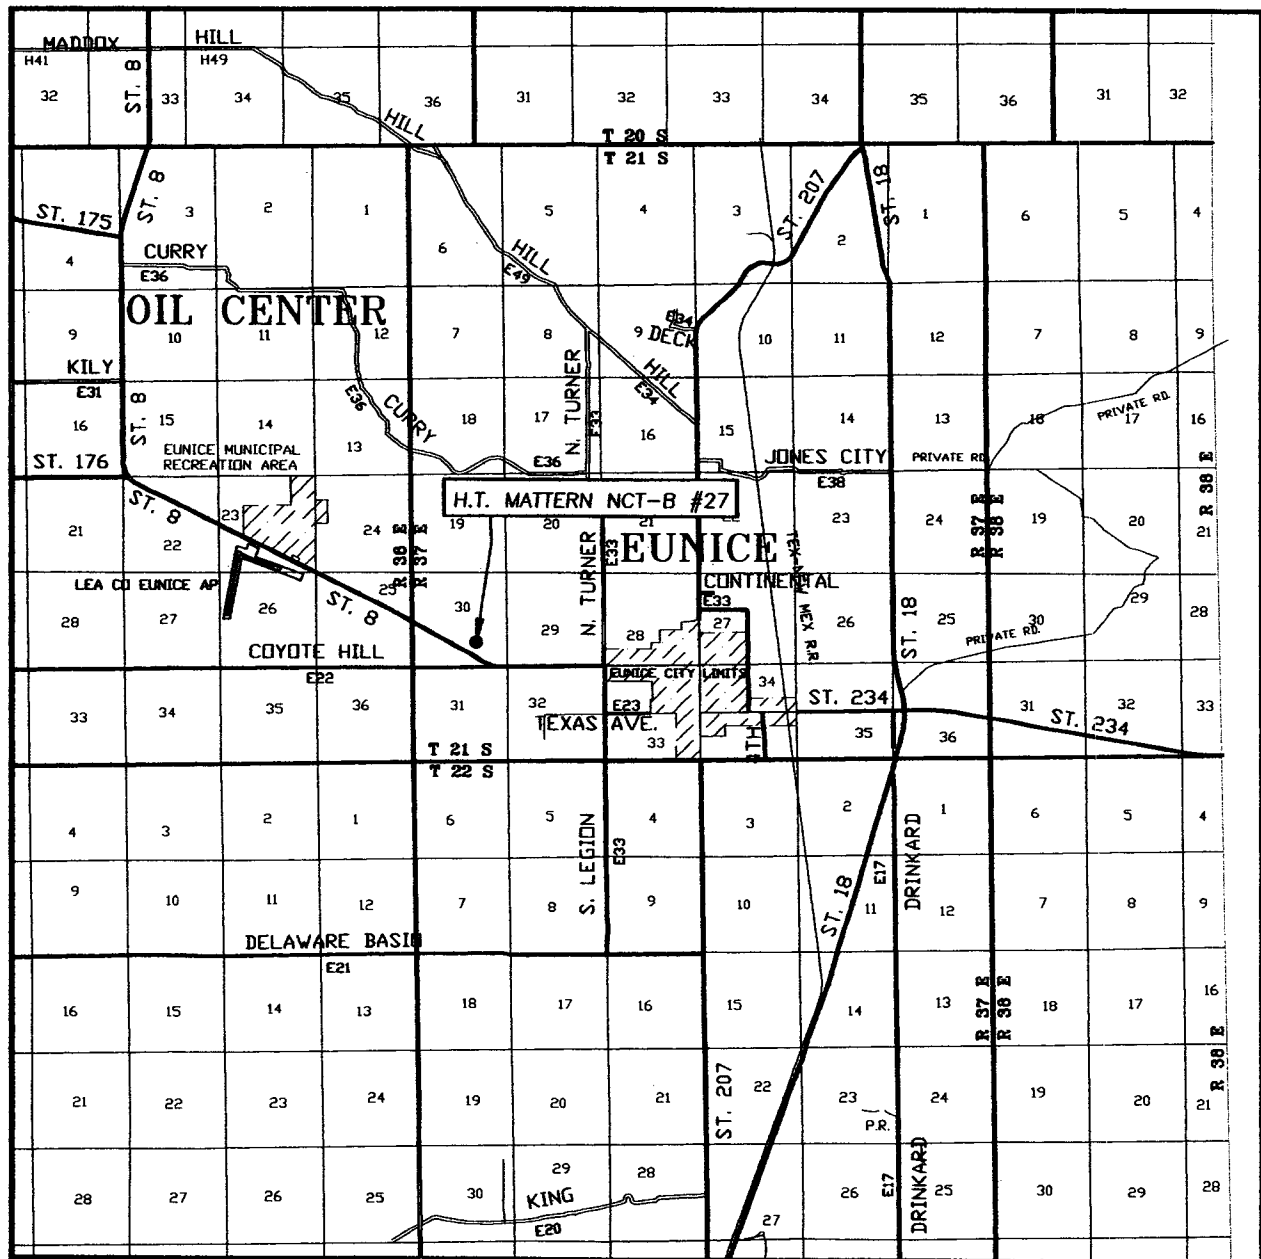 MADDOX HILL
H41 H49
ST. 8
32 33 34 35 36 31 32 33 34 35 36 31 32
HILL
T 20 S
T 21 S
ST. 207
ST. 18
ST. 8
ST. 175
3 2 1 5 4 3 2 1 6 5 4
4 6
CURRY
E36
HILL
E49
OIL CENTER
E34
DECK
9 10 11 12 7 8 9 10 11 12 7 8 9
KILY
E31
HILL
E34
N. TURNER
E33
E36
CURRY
ST. 8
PRIVATE RD.
16 15 14 13 18 17 16 15 14 13 18 17 16
EUNICE MUNICIPAL
RECREATION AREA
ST. 176
E36
JONES CITY
E38
PRIVATE RD.
R 38 E
H.T. MATTERN NCT-B #27
ST. 8
21 22 23 24 19 20 21 22 23 24 19 20 21
R 36 E
R 37 E
R 37 E
R 38 E
EUNICE
N. TURNER
E33
CONTINENTAL
E33
TEX-NEW MEX R.R.
LEA CO EUNICE AP
ST. 8
28 27 26 25 30 29 28 27 26 25 30 29 28
ST. 18
PRIVATE RD.
COYOTE HILL
E22
EUNICE CITY LIMITS
33 34 35 36 31 32 33 34 35 36 31 32 33
E23
TEXAS AVE.
ST. 234
ST. 234
4TH
T 21 S
T 22 S
4 3 2 1 6 5 4 3 2 1 6 5 4
S. LEGION
E33
DRINKARD
E17
ST. 18
9 10 11 12 7 8 9 10 11 12 7 8 9
DELAWARE BASIN
E21
16 15 14 13 18 17 16 15 14 13 18 17 16
R 37 E
R 38 E
R 38 E
ST. 207
21 22 23 24 19 20 21 22 23 24 19 20 21
P.R.
DRINKARD
E17
28 27 26 25 30 29 28 27 26 25 30 29 28
KING
E20